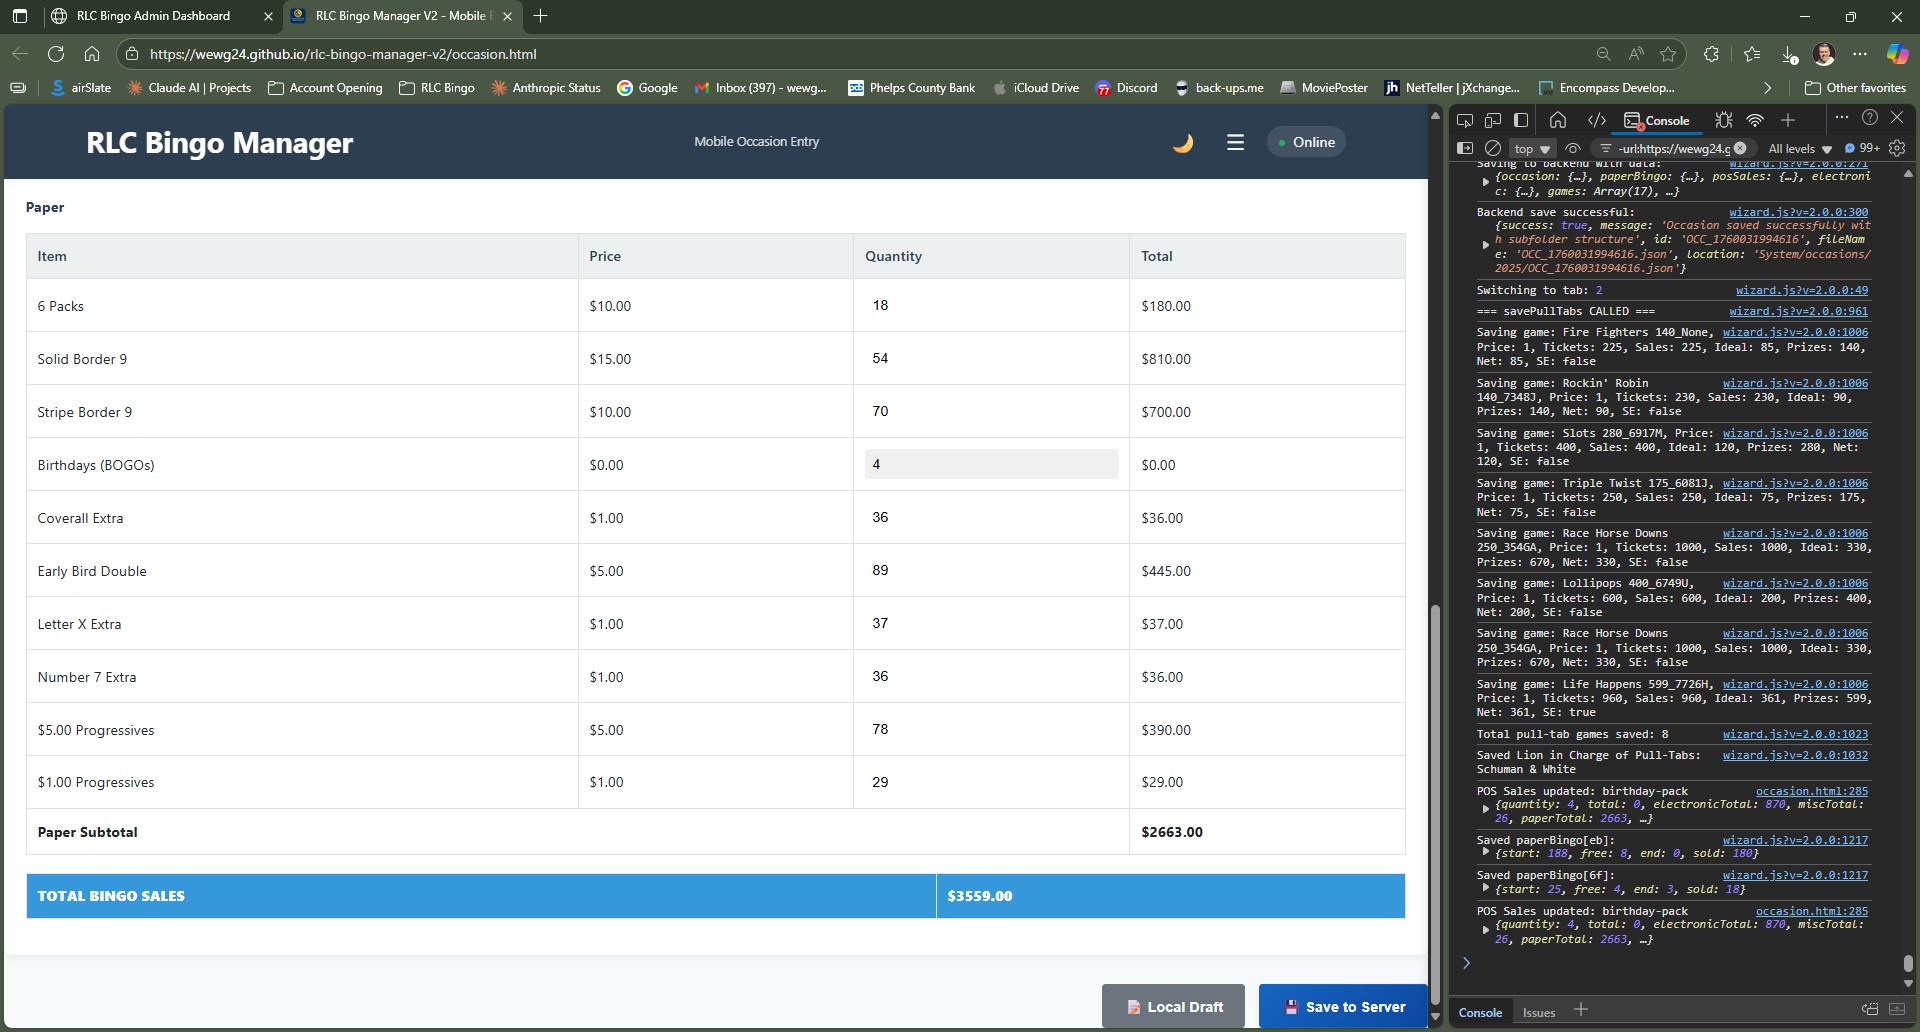 RLC Bingo Admin Dashboard
RLC Bingo Manager V2 - Mobile
https://wewg24.github.io/rlc-bingo-manager-v2/occasion.html
airSlate
Claude AI | Projects
Account Opening
RLC Bingo
Anthropic Status
Google
Inbox (397) - wewg...
Phelps County Bank
iCloud Drive
Discord
back-ups.me
MoviePoster
NetTeller | jXchange...
Encompass Develop...
Other favorites
RLC Bingo Manager
Mobile Occasion Entry
Online
Paper
Item Price Quantity Total
6 Packs $10.00 18 $180.00
Solid Border 9 $15.00 54 $810.00
Stripe Border 9 $10.00 70 $700.00
Birthdays (BOGOs) $0.00 4 $0.00
Coverall Extra $1.00 36 $36.00
Early Bird Double $5.00 89 $445.00
Letter X Extra $1.00 37 $37.00
Number 7 Extra $1.00 36 $36.00
$5.00 Progressives $5.00 78 $390.00
$1.00 Progressives $1.00 29 $29.00
Paper Subtotal $2663.00
TOTAL BINGO SALES $3559.00
Local Draft
Save to Server
Console
top
-url:https://wewg24.g
All levels
99+
Saving to backend with data: wizard.js?v=2.0.0:271
{occasion: {…}, paperBingo: {…}, posSales: {…}, electroni
c: {…}, games: Array(17), …}
Backend save successful: wizard.js?v=2.0.0:300
{success: true, message: 'Occasion saved successfully wit
h subfolder structure', id: 'OCC_1760031994616', fileNam
e: 'OCC_1760031994616.json', location: 'System/occasions/
2025/OCC_1760031994616.json'}
Switching to tab: 2 wizard.js?v=2.0.0:49
=== savePullTabs CALLED === wizard.js?v=2.0.0:961
Saving game: Fire Fighters 140_None, wizard.js?v=2.0.0:1006
Price: 1, Tickets: 225, Sales: 225, Ideal: 85, Prizes: 140,
Net: 85, SE: false
Saving game: Rockin' Robin wizard.js?v=2.0.0:1006
140_7348J, Price: 1, Tickets: 230, Sales: 230, Ideal: 90,
Prizes: 140, Net: 90, SE: false
Saving game: Slots 280_6917M, Price: wizard.js?v=2.0.0:1006
1, Tickets: 400, Sales: 400, Ideal: 120, Prizes: 280, Net:
120, SE: false
Saving game: Triple Twist 175_6081J, wizard.js?v=2.0.0:1006
Price: 1, Tickets: 250, Sales: 250, Ideal: 75, Prizes: 175,
Net: 75, SE: false
Saving game: Race Horse Downs wizard.js?v=2.0.0:1006
250_354GA, Price: 1, Tickets: 1000, Sales: 1000, Ideal: 330,
Prizes: 670, Net: 330, SE: false
Saving game: Lollipops 400_6749U, wizard.js?v=2.0.0:1006
Price: 1, Tickets: 600, Sales: 600, Ideal: 200, Prizes: 400,
Net: 200, SE: false
Saving game: Race Horse Downs wizard.js?v=2.0.0:1006
250_354GA, Price: 1, Tickets: 1000, Sales: 1000, Ideal: 330,
Prizes: 670, Net: 330, SE: false
Saving game: Life Happens 599_7726H, wizard.js?v=2.0.0:1006
Price: 1, Tickets: 960, Sales: 960, Ideal: 361, Prizes: 599,
Net: 361, SE: true
Total pull-tab games saved: 8 wizard.js?v=2.0.0:1023
Saved Lion in Charge of Pull-Tabs: wizard.js?v=2.0.0:1032
Schuman & White
POS Sales updated: birthday-pack occasion.html:285
{quantity: 4, total: 0, electronicTotal: 870, miscTotal:
26, paperTotal: 2663, …}
Saved paperBingo[eb]: wizard.js?v=2.0.0:1217
{start: 188, free: 8, end: 0, sold: 180}
Saved paperBingo[6f]: wizard.js?v=2.0.0:1217
{start: 25, free: 4, end: 3, sold: 18}
POS Sales updated: birthday-pack occasion.html:285
{quantity: 4, total: 0, electronicTotal: 870, miscTotal:
26, paperTotal: 2663, …}
Console
Issues